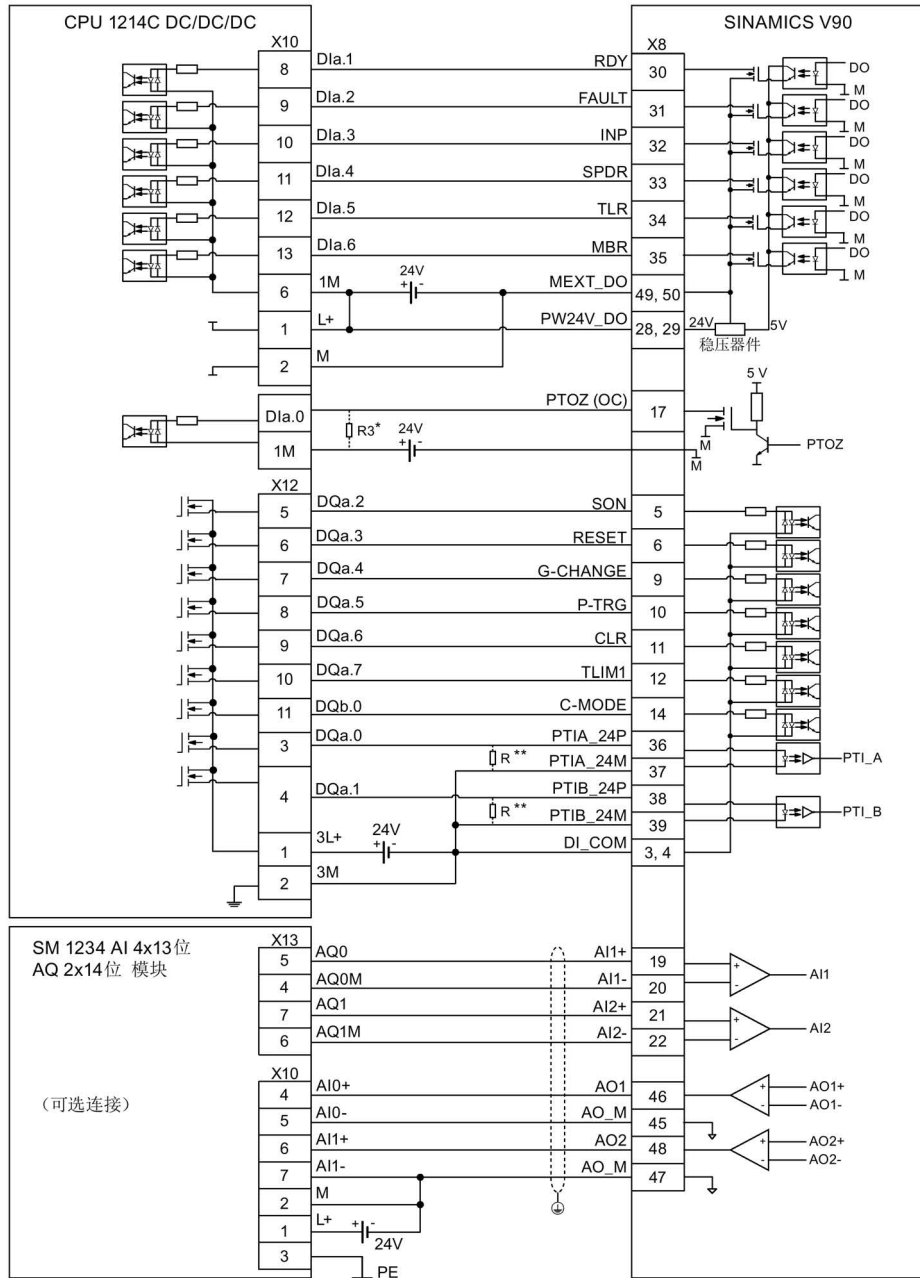 CPU 1214C DC/DC/DC SINAMICS V90
X10 X8
8 DIa.1 RDY 30 DO
M
9 DIa.2 FAULT 31 DO
M
10 DIa.3 INP 32 DO
M
11 DIa.4 SPDR 33 DO
M
12 DIa.5 TLR 34 DO
M
13 DIa.6 MBR 35 DO
M
6 1M 24V + - MEXT_DO 49, 50
1 L+ PW24V_DO 28, 29 24V 5V
稳压器件
2 M
5 V
DIa.0 PTOZ (OC) 17
R3* 24V M PTOZ
1M + - M
X12
5 DQa.2 SON 5
6 DQa.3 RESET 6
7 DQa.4 G-CHANGE 9
8 DQa.5 P-TRG 10
9 DQa.6 CLR 11
10 DQa.7 TLIM1 12
11 DQb.0 C-MODE 14
3 DQa.0 PTIA_24P 36
R ** PTIA_24M 37 PTI_A
4 DQa.1 PTIB_24P 38
R ** PTIB_24M 39 PTI_B
1 3L+ 24V + - DI_COM 3, 4
2 3M
SM 1234 AI 4x13位
AQ 2x14位 模块
X13
5 AQ0 AI1+ 19 + AI1
4 AQ0M AI1- 20 -
7 AQ1 AI2+ 21 + AI2
6 AQ1M AI2- 22 -
X10
（可选连接）
4 AI0+ AO1 46 + AO1+
5 AI0- AO_M 45 - AO1-
6 AI1+ AO2 48 + AO2+
7 AI1- AO_M 47 - AO2-
2 M
1 L+ + - 24V
3 PE